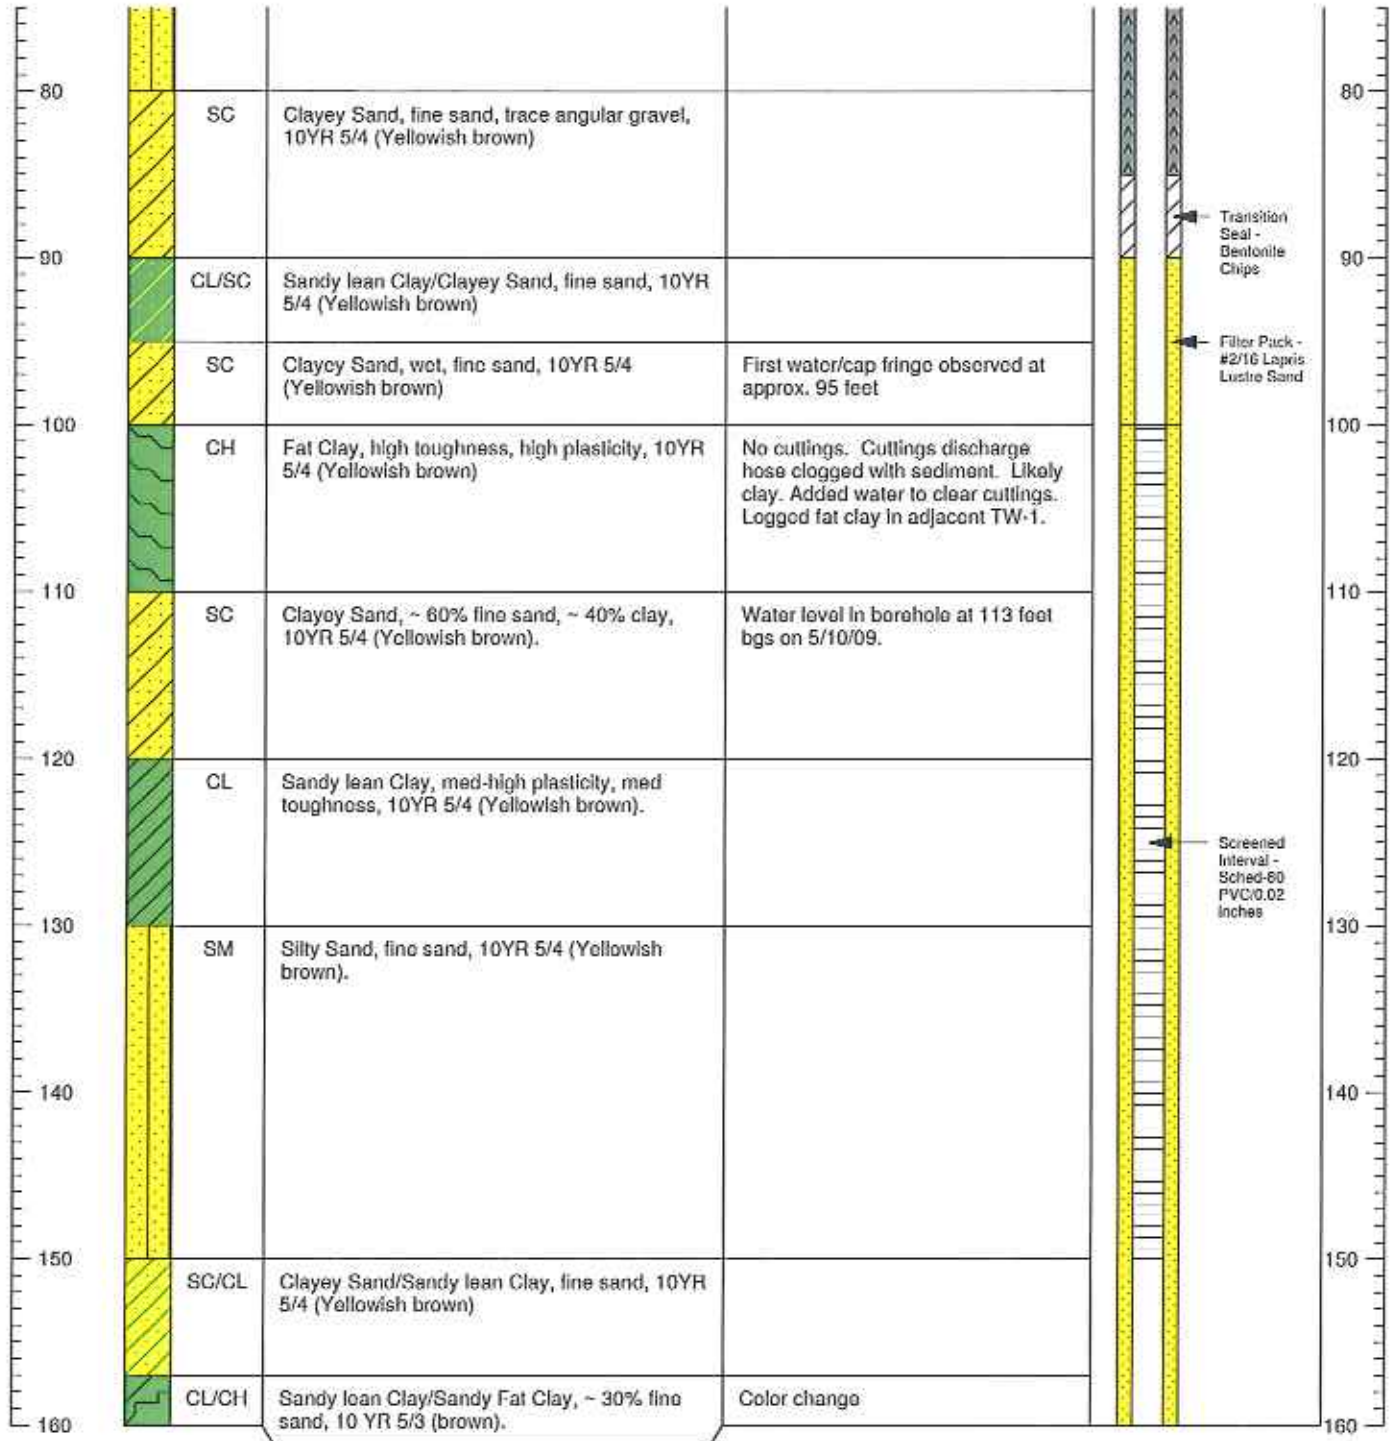 80
SC
Clayey Sand, fine sand, trace angular gravel,
10YR 5/4 (Yellowish brown)
80
Transition
Seal -
Bentonite
Chips
90
CL/SC
Sandy lean Clay/Clayey Sand, fine sand, 10YR
5/4 (Yellowish brown)
90
SC
Clayey Sand, wet, fine sand, 10YR 5/4
(Yellowish brown)
First water/cap fringe observed at
approx. 95 feet
Filter Pack -
#2/16 Lapris
Lustre Sand
100
CH
Fat Clay, high toughness, high plasticity, 10YR
5/4 (Yellowish brown)
No cuttings. Cuttings discharge
hose clogged with sediment. Likely
clay. Added water to clear cuttings.
Logged fat clay in adjacent TW-1.
100
110
SC
Clayey Sand, ~ 60% fine sand, ~ 40% clay,
10YR 5/4 (Yellowish brown).
Water level in borehole at 113 feet
bgs on 5/10/09.
110
120
CL
Sandy lean Clay, med-high plasticity, med
toughness, 10YR 5/4 (Yellowish brown).
120
Screened
Interval -
Sched-80
PVC/0.02
inches
130
SM
Silty Sand, fine sand, 10YR 5/4 (Yellowish
brown).
130
140
140
150
SC/CL
Clayey Sand/Sandy lean Clay, fine sand, 10YR
5/4 (Yellowish brown)
150
CL/CH
Sandy lean Clay/Sandy Fat Clay, ~ 30% fine
sand, 10 YR 5/3 (brown).
Color change
160
160